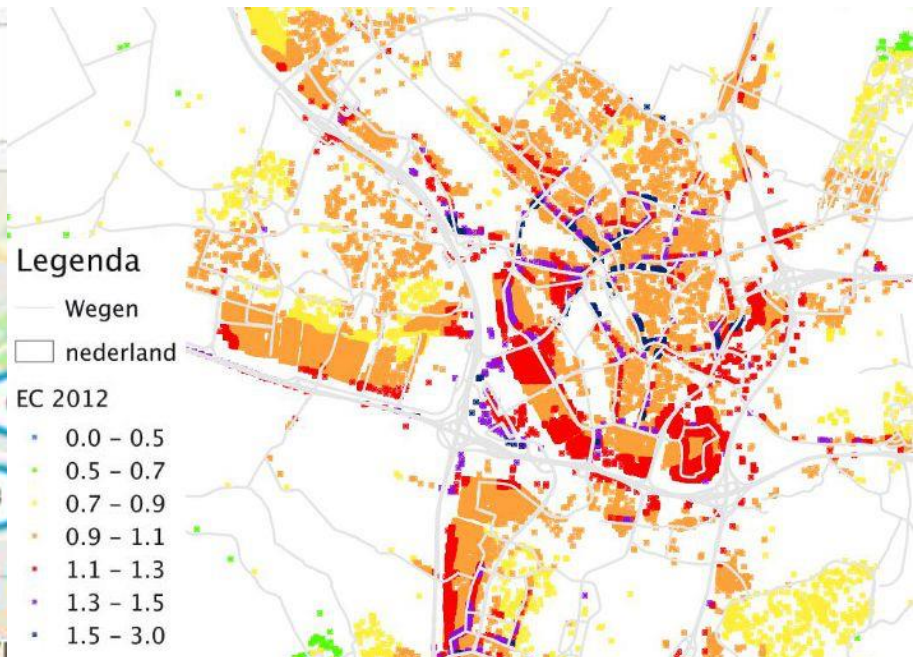 Legenda
Wegen
nederland
EC 2012
0.0 – 0.5
0.5 – 0.7
0.7 – 0.9
0.9 – 1.1
1.1 – 1.3
1.3 – 1.5
1.5 – 3.0